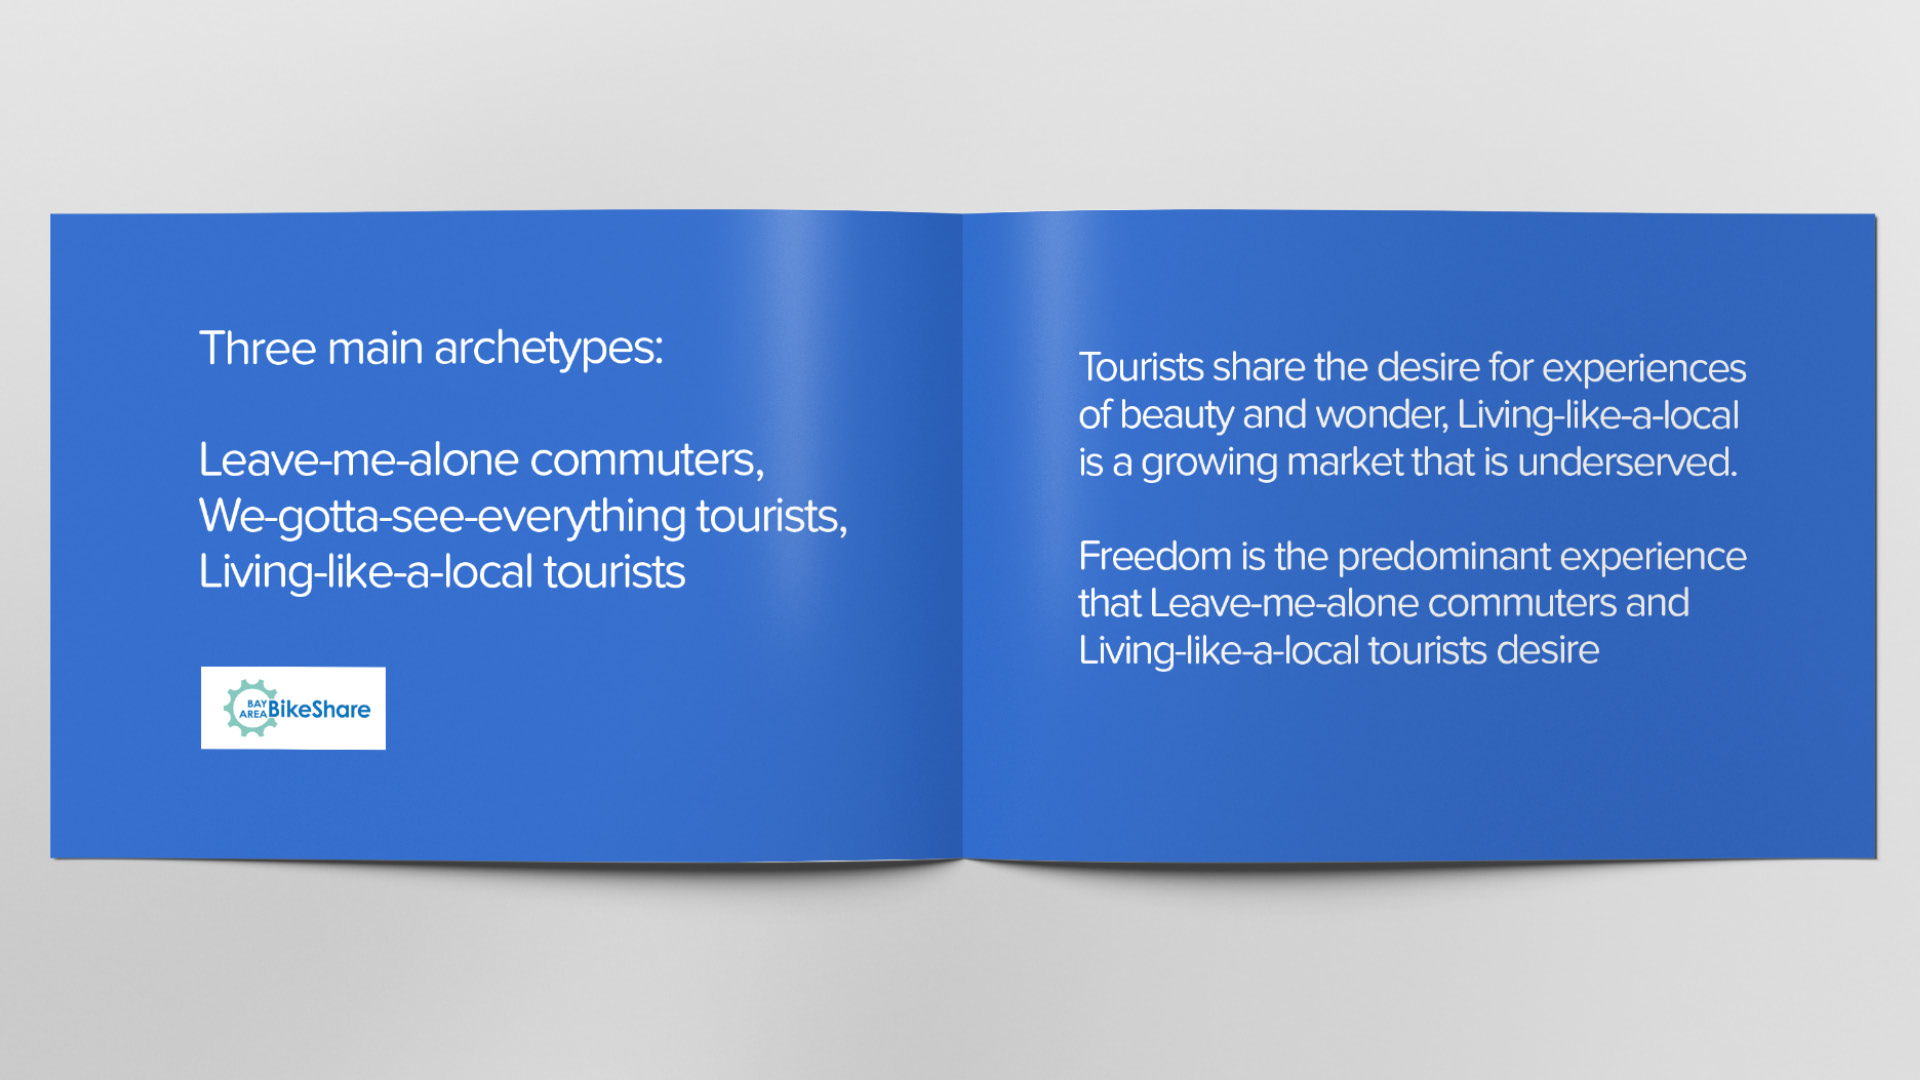 Three main archetypes:
Leave-me-alone commuters,
We-gotta-see-everything tourists,
Living-like-a-local tourists
BAY
AREA BikeShare
Tourists share the desire for experiences
of beauty and wonder, Living-like-a-local
is a growing market that is underserved.
Freedom is the predominant experience
that Leave-me-alone commuters and
Living-like-a-local tourists desire